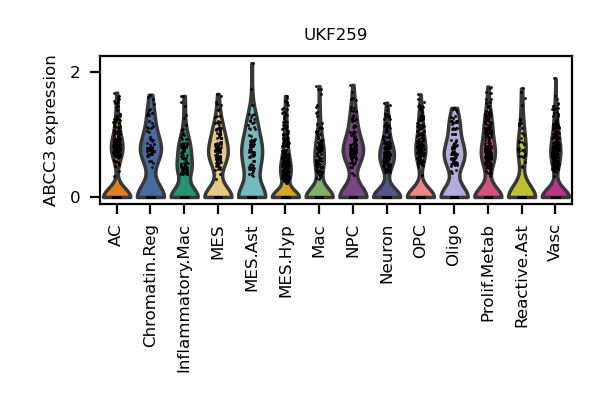 UKF259
ABCC3 expression
2
0
AC
Chromatin.Reg
Inflammatory.Mac
MES
MES.Ast
MES.Hyp
Mac
NPC
Neuron
OPC
Oligo
Prolif.Metab
Reactive.Ast
Vasc